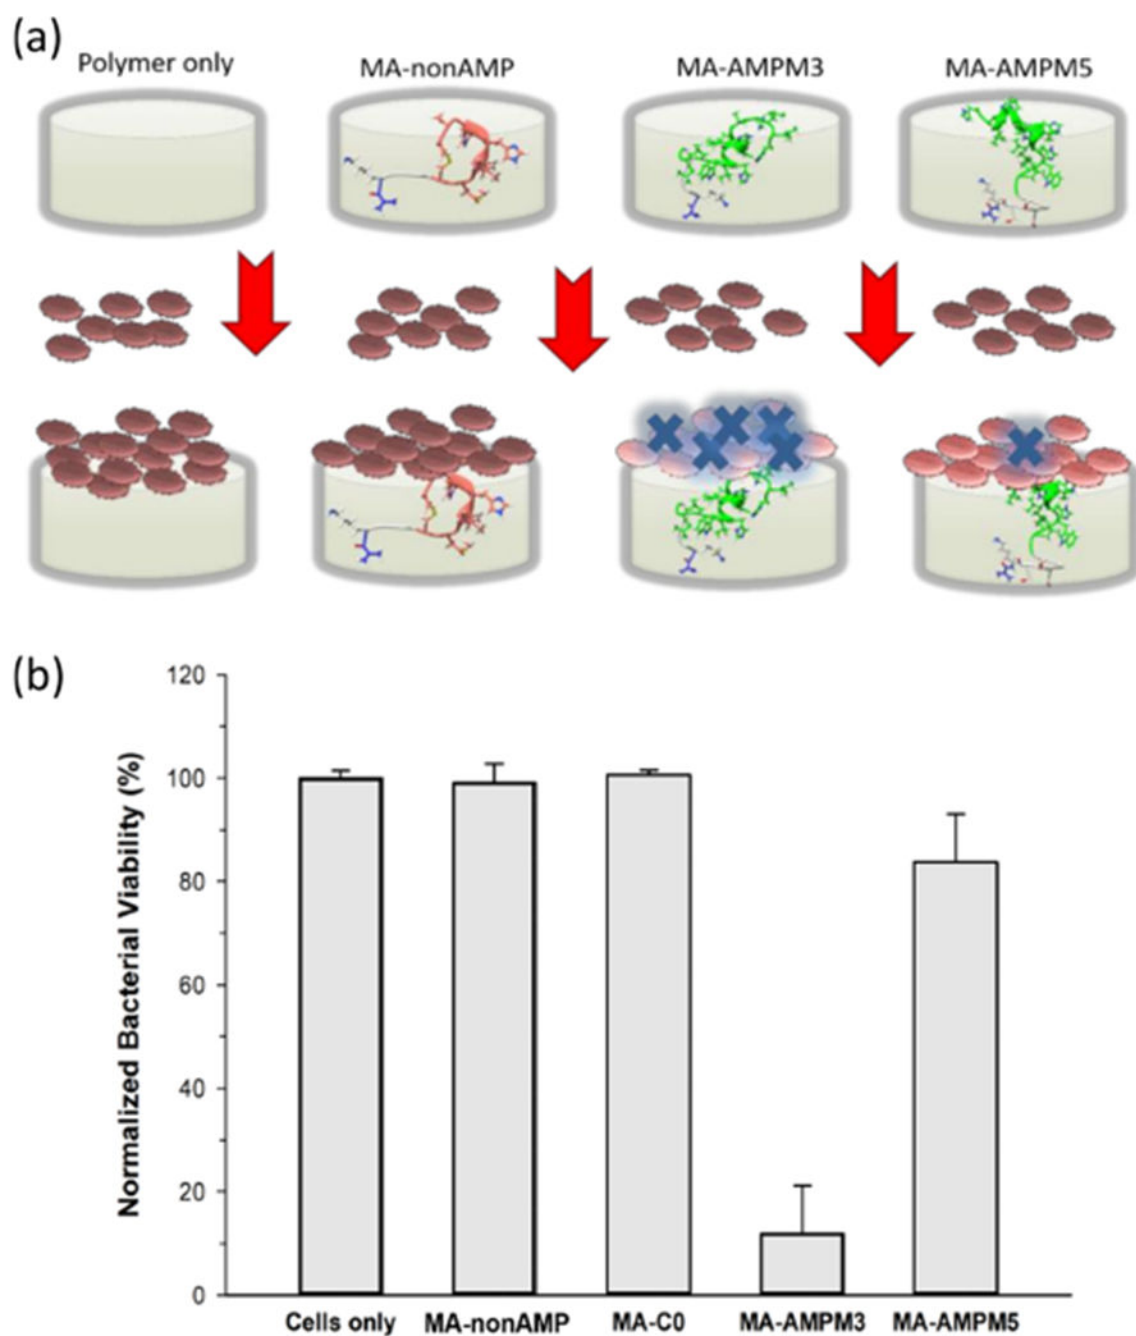 (a)
Polymer only
MA-nonAMP
MA-AMPM3
MA-AMPM5
(b)
Normalized Bacterial Viability (%)
120
100
80
60
40
20
0
Cells only
MA-nonAMP
MA-C0
MA-AMPM3
MA-AMPM5